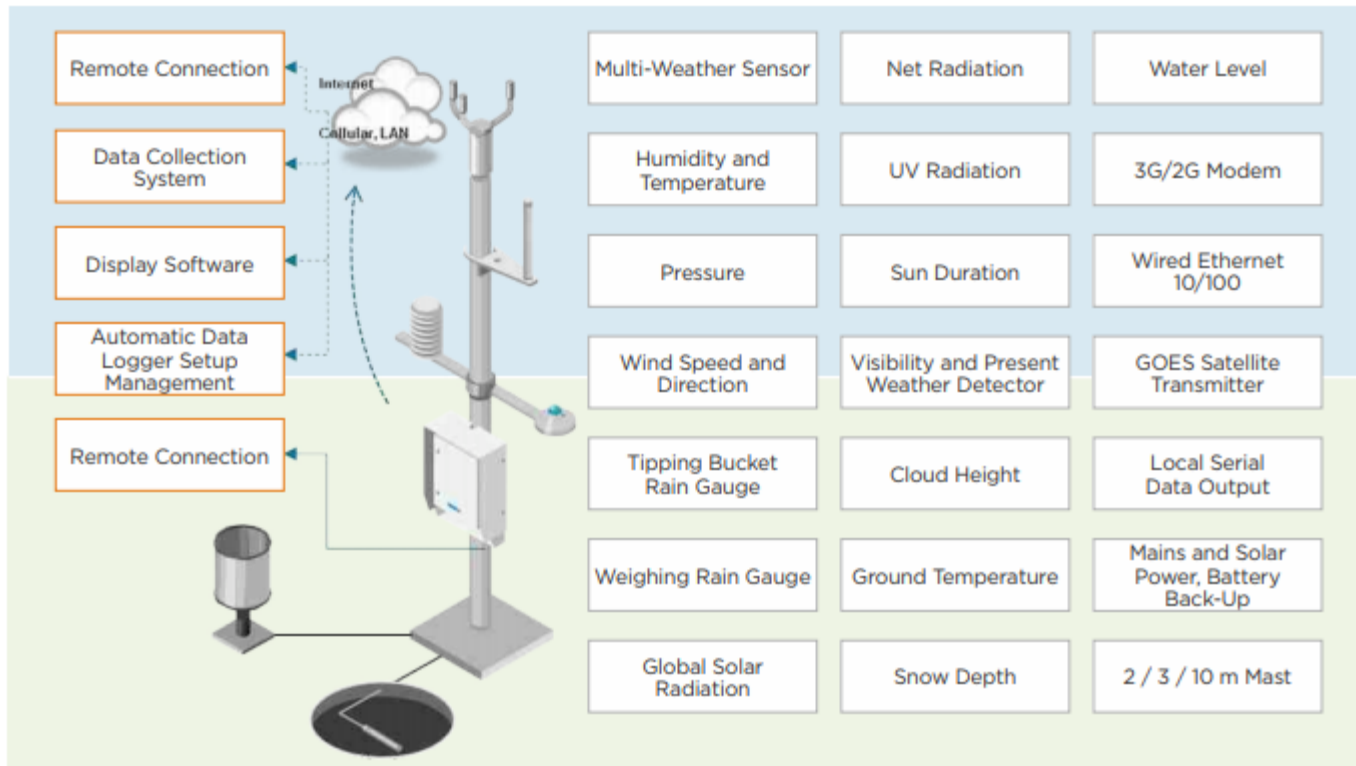 Remote Connection
Data Collection
System
Display Software
Automatic Data
Logger Setup
Management
Remote Connection
Internet
Cellular, LAN
Multi-Weather Sensor
Humidity and
Temperature
Pressure
Wind Speed and
Direction
Tipping Bucket
Rain Gauge
Weighing Rain Gauge
Global Solar
Radiation
Net Radiation
UV Radiation
Sun Duration
Visibility and Present
Weather Detector
Cloud Height
Ground Temperature
Snow Depth
Water Level
3G/2G Modem
Wired Ethernet
10/100
GOES Satellite
Transmitter
Local Serial
Data Output
Mains and Solar
Power, Battery
Back-Up
2 / 3 / 10 m Mast